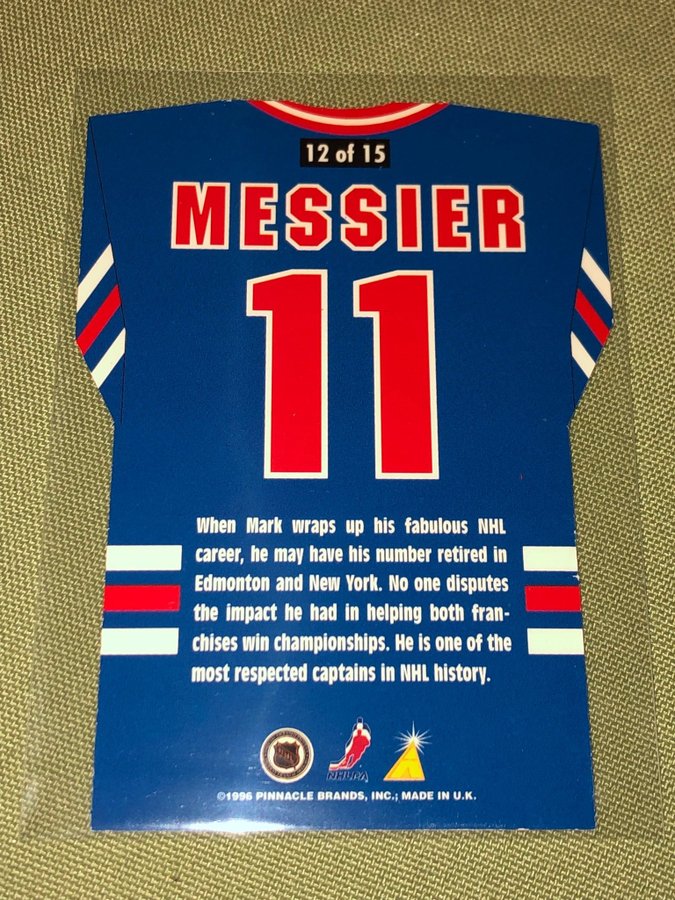 12 of 15
MESSIER
11
When Mark wraps up his fabulous NHL
career, he may have his number retired in
Edmonton and New York. No one disputes
the impact he had in helping both fran-
chises win championships. He is one of the
most respected captains in NHL history.
NHL
NHLPA
©1996 PINNACLE BRANDS, INC.; MADE IN U.K.